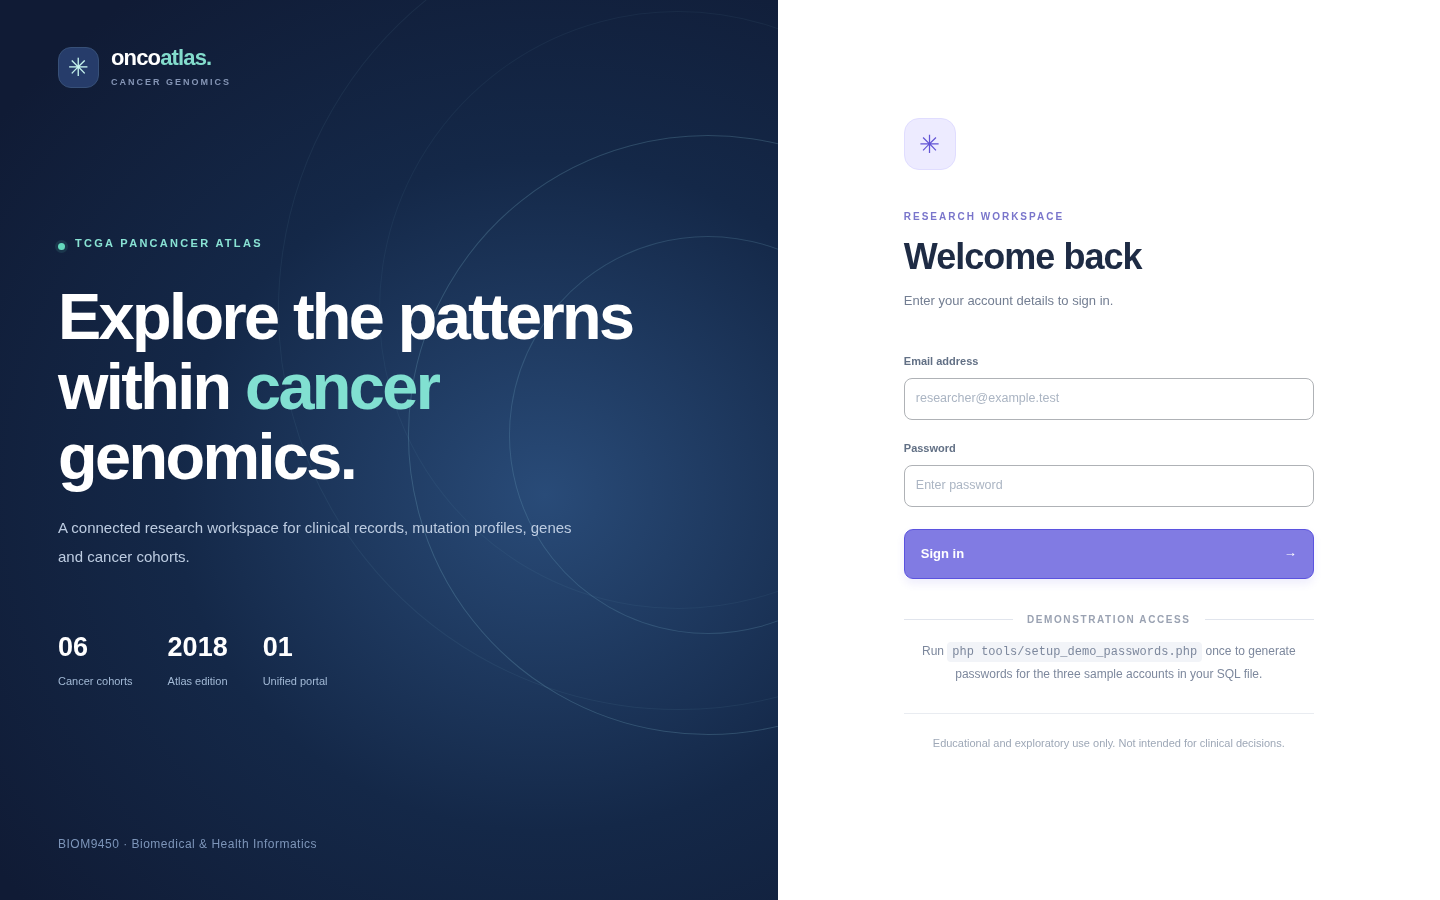 oncoatlas.
CANCER GENOMICS
TCGA PANCANCER ATLAS
Explore the patterns
within cancer
genomics.
A connected research workspace for clinical records, mutation profiles, genes
and cancer cohorts.
06
Cancer cohorts
2018
Atlas edition
01
Unified portal
BIOM9450 · Biomedical & Health Informatics
RESEARCH WORKSPACE
Welcome back
Enter your account details to sign in.
Email address
researcher@example.test
Password
Enter password
Sign in →
DEMONSTRATION ACCESS
Run php tools/setup_demo_passwords.php once to generate
passwords for the three sample accounts in your SQL file.
Educational and exploratory use only. Not intended for clinical decisions.